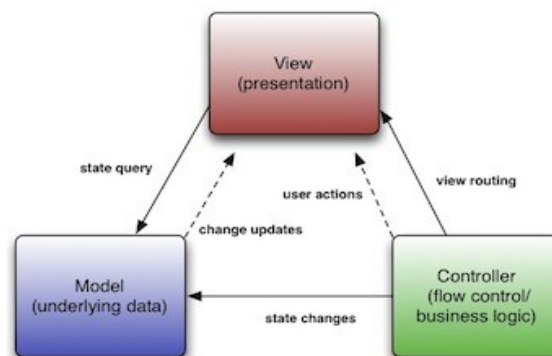 View
(presentation)
state query
user actions
view routing
change updates
Model
(underlying data)
Controller
(flow control/
business logic)
state changes